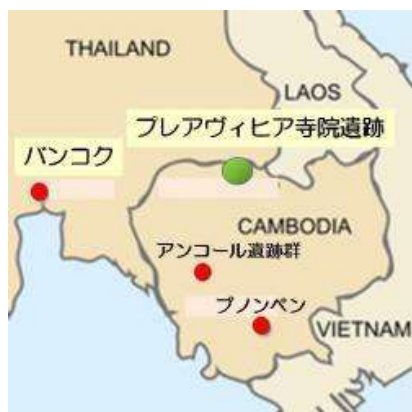 THAILAND
LAOS
プレアヴィヒア寺院遺跡
バンコク
CAMBODIA
アンコール遺跡群
プノンペン
VIETNAM